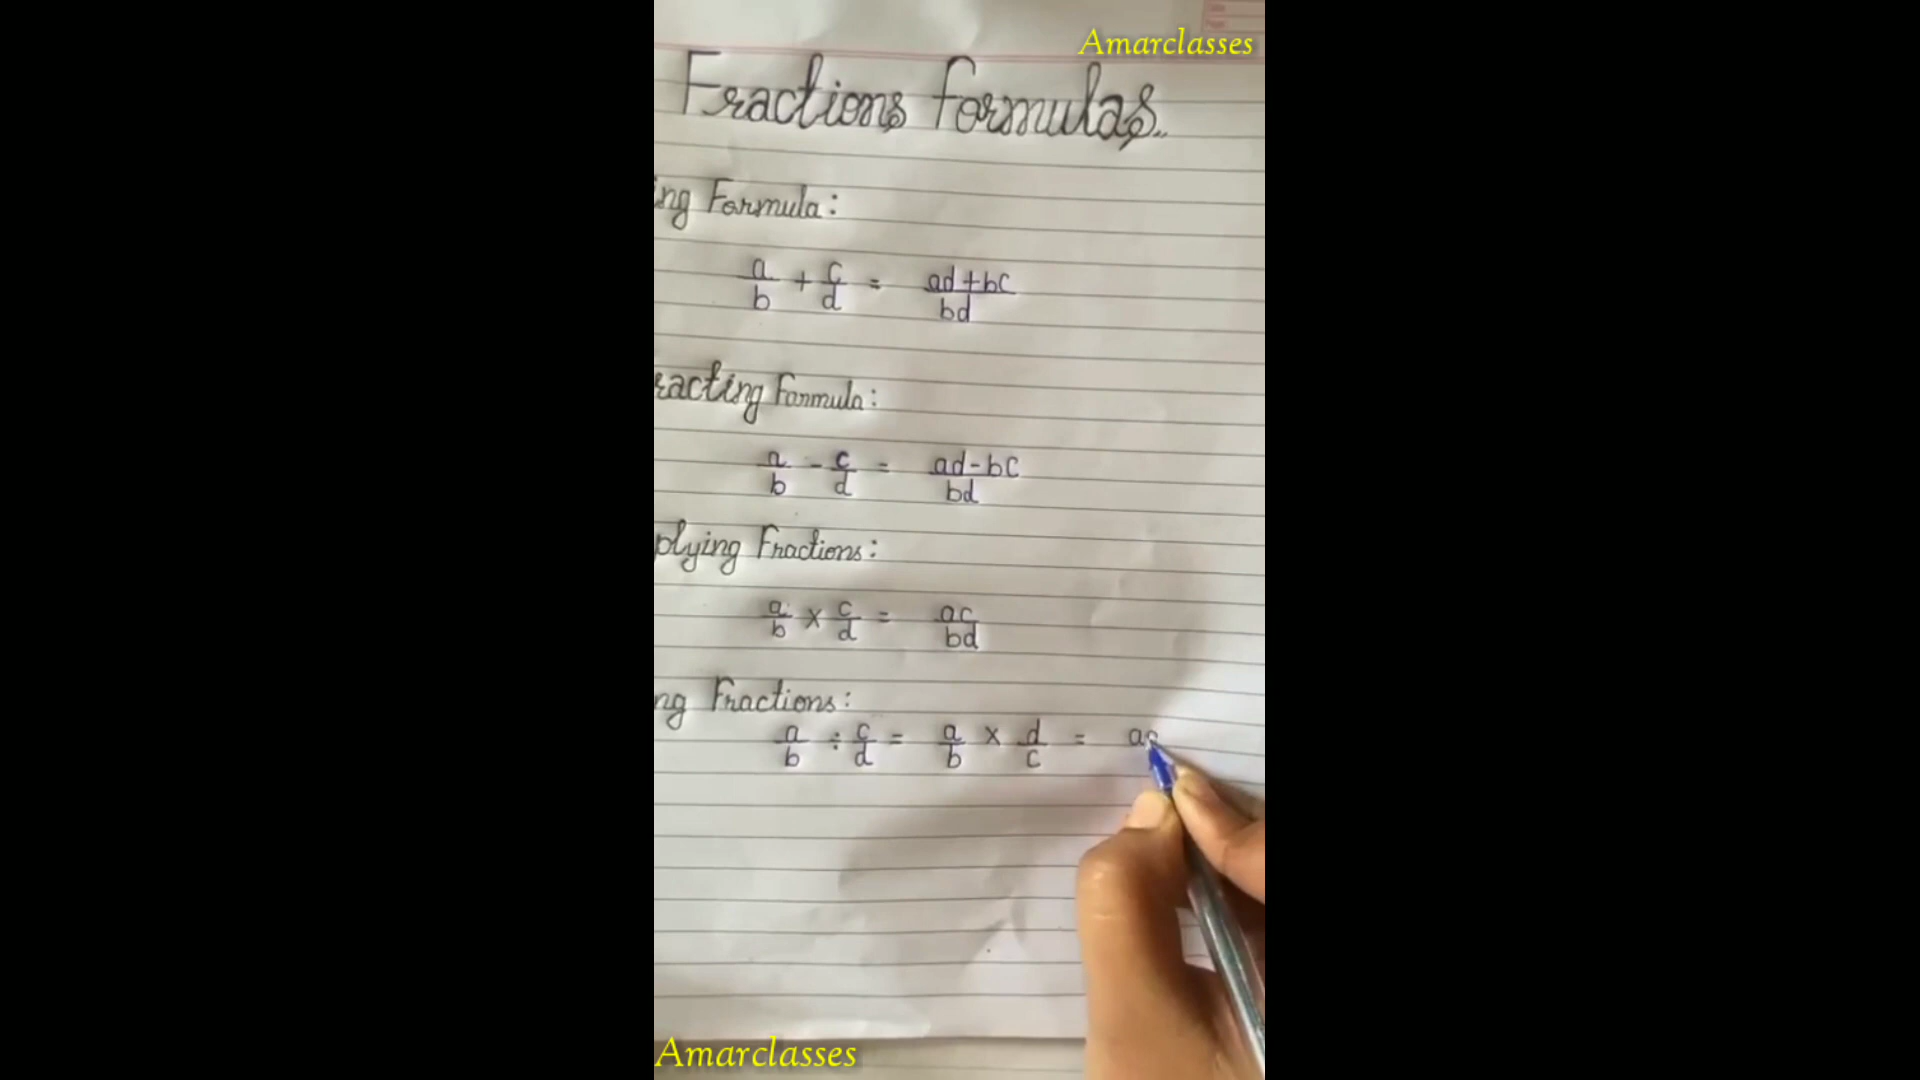 Amarclasses
Fractions formulas..
ing Formula:
a/b + c/d = ad+bc/bd
racting Formula:
a/b - c/d = ad-bc/bd
plying Fractions:
a/b x c/d = ac/bd
ng Fractions:
a/b ÷ c/d = a/b x d/c = a
Amarclasses